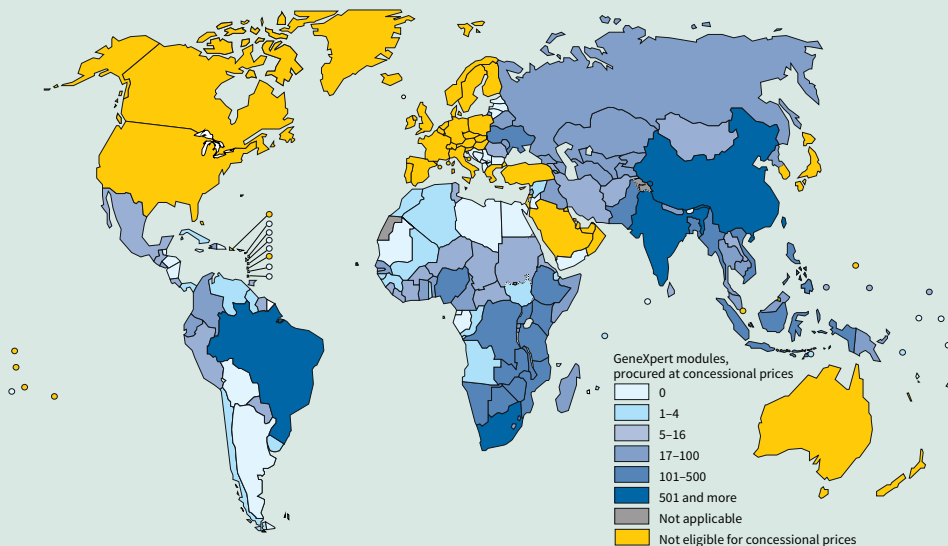 GeneXpert modules,
procured at concessional prices
0
1–4
5–16
17–100
101–500
501 and more
Not applicable
Not eligible for concessional prices